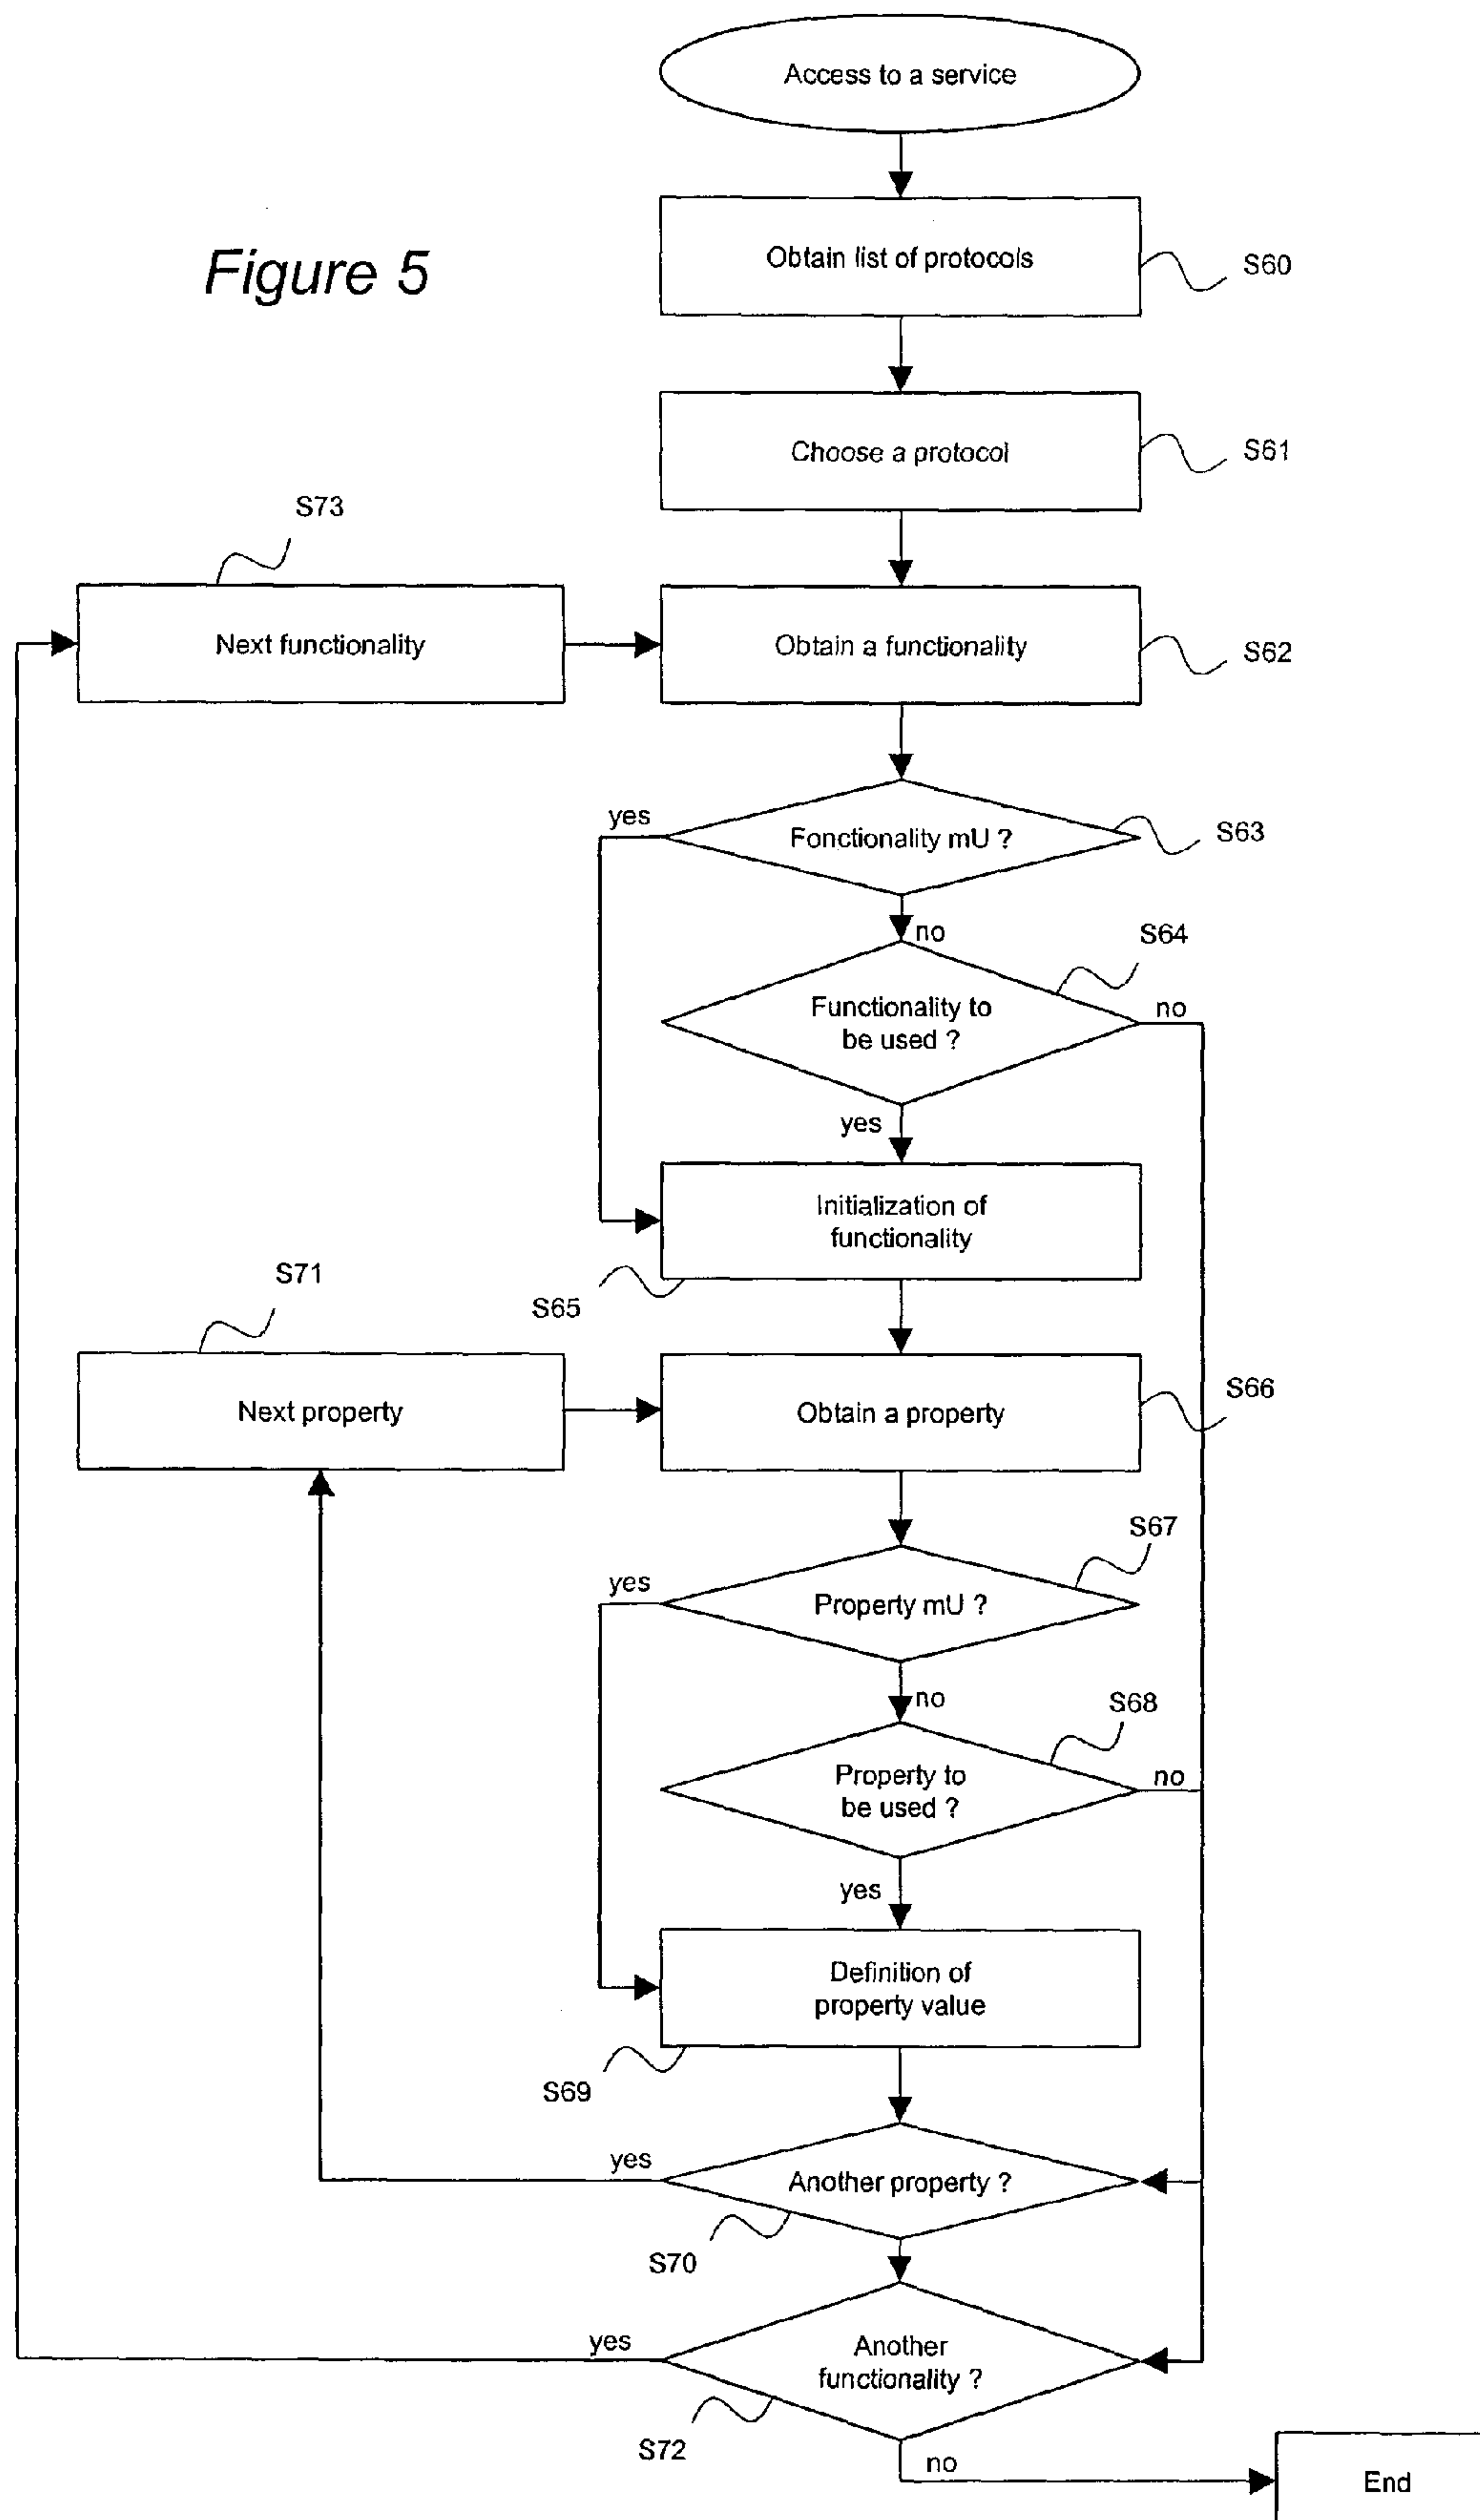 Access to a service
Figure 5
Obtain list of protocols
S60
Choose a protocol
S61
S73
Next functionality
Obtain a functionality
S62
yes
Fonctionality mU ?
S63
no
S64
Functionality to
be used ?
no
yes
Initialization of
functionality
S65
S71
Next property
Obtain a property
S66
S67
yes
Property mU ?
no
S68
Property to
be used ?
no
yes
Definition of
property value
S69
yes
Another property ?
S70
yes
Another
functionality ?
S72
no
End